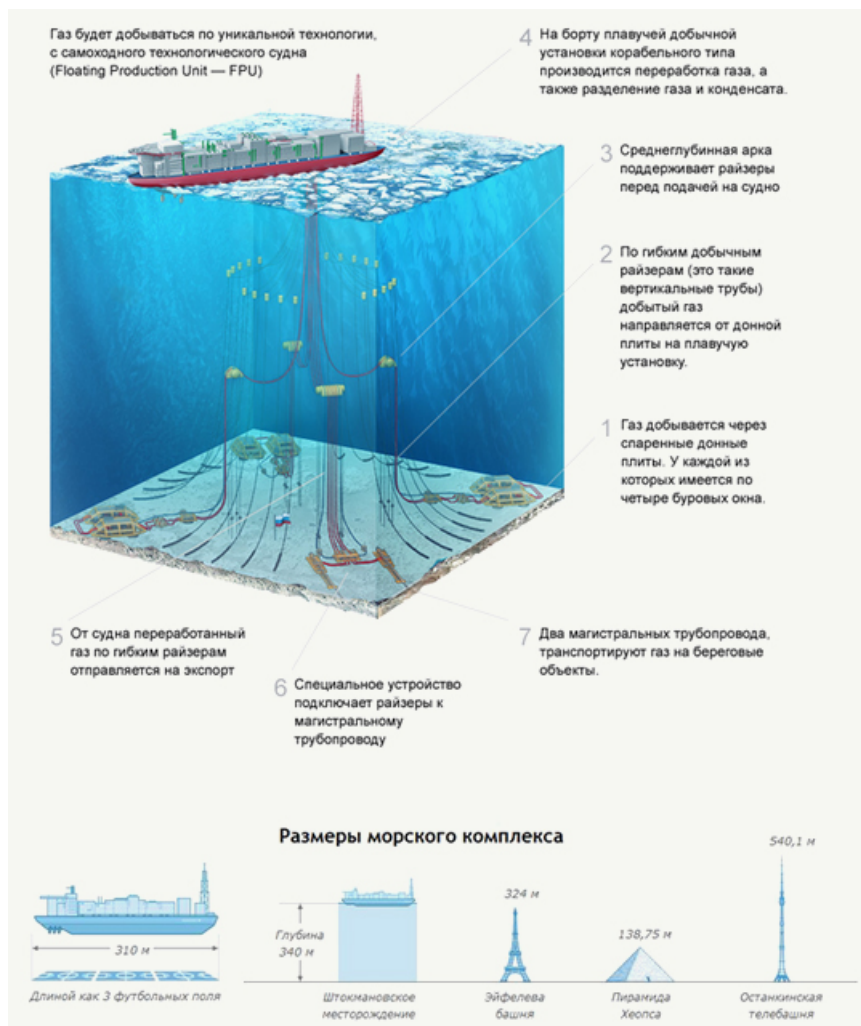 Газ будет добываться по уникальной технологии,
с самоходного технологического судна
(Floating Production Unit — FPU)
4 На борту плавучей добычной
установки корабельного типа
производится переработка газа, а
также разделение газа и конденсата.
3 Среднеглубинная арка
поддерживает райзеры
перед подачей на судно
2 По гибким добычным
райзерам (это такие
вертикальные трубы)
добытый газ
направляется от донной
плиты на плавучую
установку.
1 Газ добывается через
спаренные донные
плиты. У каждой из
которых имеется по
четыре буровых окна.
5 От судна переработанный
газ по гибким райзерам
отправляется на экспорт
6 Специальное устройство
подключает райзеры к
магистральному
трубопроводу
7 Два магистральных трубопровода,
транспортируют газ на береговые
объекты.
Размеры морского комплекса
310 м
Длиной как 3 футбольных поля
Глубина
340 м
Штокмановское
месторождение
324 м
Эйфелева
башня
138,75 м
Пирамида
Хеопса
540,1 м
Останкинская
телебашня